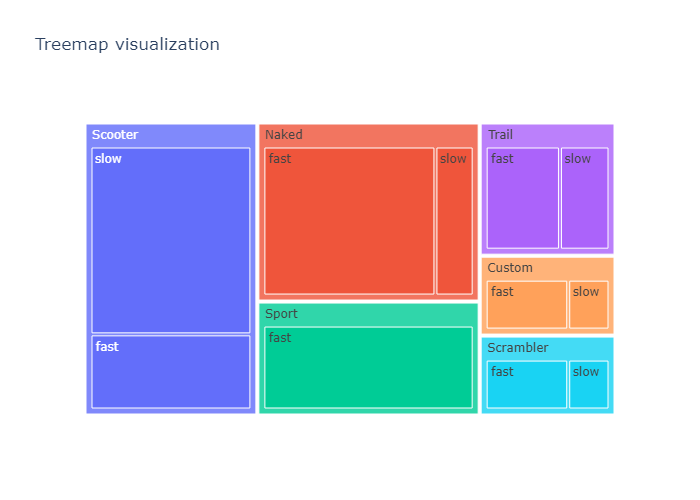 Treemap visualization
Scooter
slow
fast
Naked
fast
slow
Sport
fast
Trail
fast
slow
Custom
fast
slow
Scrambler
fast
slow